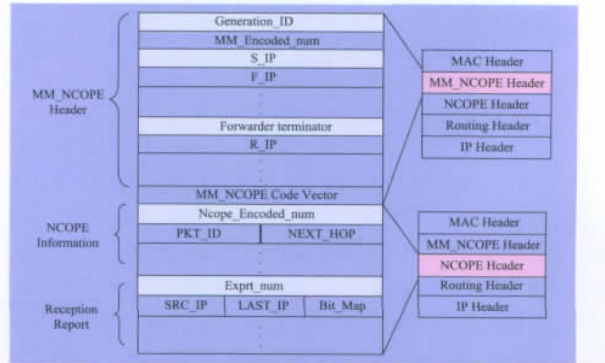 Generation_ID
MM_Encoded_num
S_IP
F_IP
Forwarder terminator
R_IP
MM_NCOPE Code Vector
Ncope_Encoded_num
PKT_ID NEXT_HOP
Exprt_num
SRC_IP LAST_IP Bit_Map
MM_NCOPE
Header
NCOPE
Information
Reception
Report
MAC Header
MM_NCOPE Header
NCOPE Header
Routing Header
IP Header
MAC Header
MM_NCOPE Header
NCOPE Header
Routing Header
IP Header